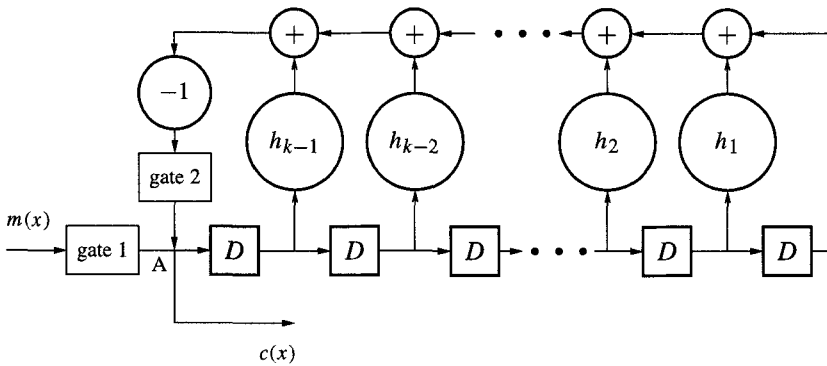 + + + +
−1
h_{k−1} h_{k−2} h_2 h_1
gate 2
m(x)
gate 1 A D D D D D
c(x)